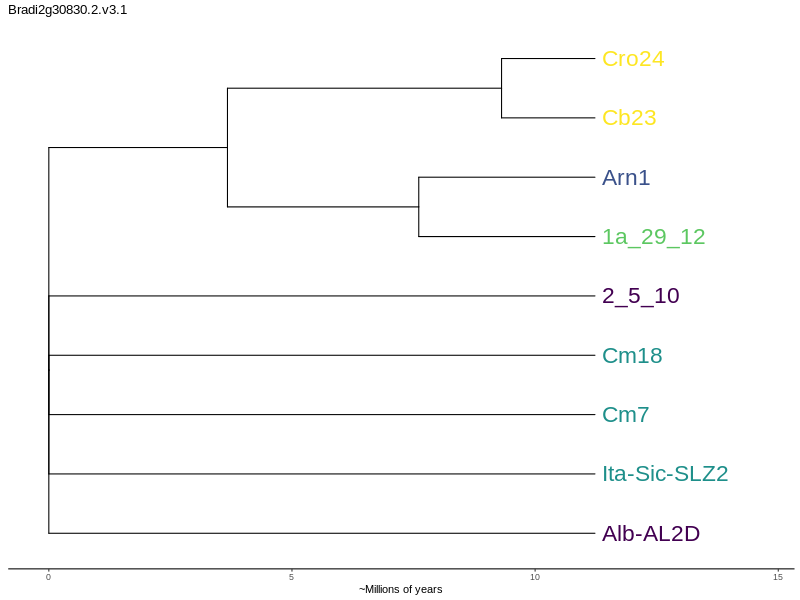 Bradi2g30830.2.v3.1
Cro24
Cb23
Arn1
1a_29_12
2_5_10
Cm18
Cm7
Ita-Sic-SLZ2
Alb-AL2D
0 5 10 15
~Millions of years